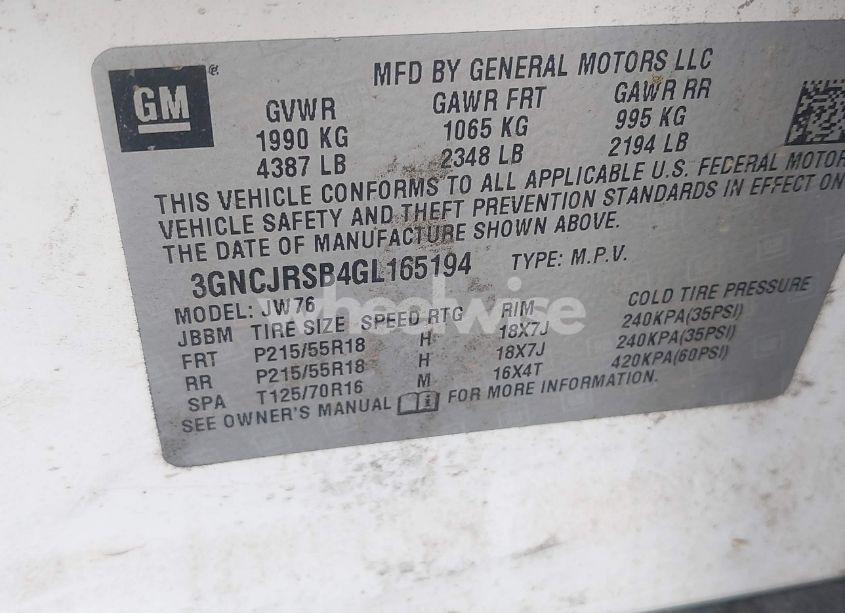 GM
MFD BY GENERAL MOTORS LLC
GVWR GAWR FRT GAWR RR
1990 KG 1065 KG 995 KG
4387 LB 2348 LB 2194 LB
THIS VEHICLE CONFORMS TO ALL APPLICABLE U.S. FEDERAL MOTOR
VEHICLE SAFETY AND THEFT PREVENTION STANDARDS IN EFFECT ON
THE DATE OF MANUFACTURE SHOWN ABOVE.
3GNCJRSB4GL165194 TYPE: M.P.V.
MODEL: JW76
JBBM TIRE SIZE SPEED RTG RIM COLD TIRE PRESSURE
FRT P215/55R18 H 18X7J 240KPA(35PSI)
RR P215/55R18 H 18X7J 240KPA(35PSI)
SPA T125/70R16 M 16X4T 420KPA(60PSI)
SEE OWNER'S MANUAL FOR MORE INFORMATION.
wheelwise